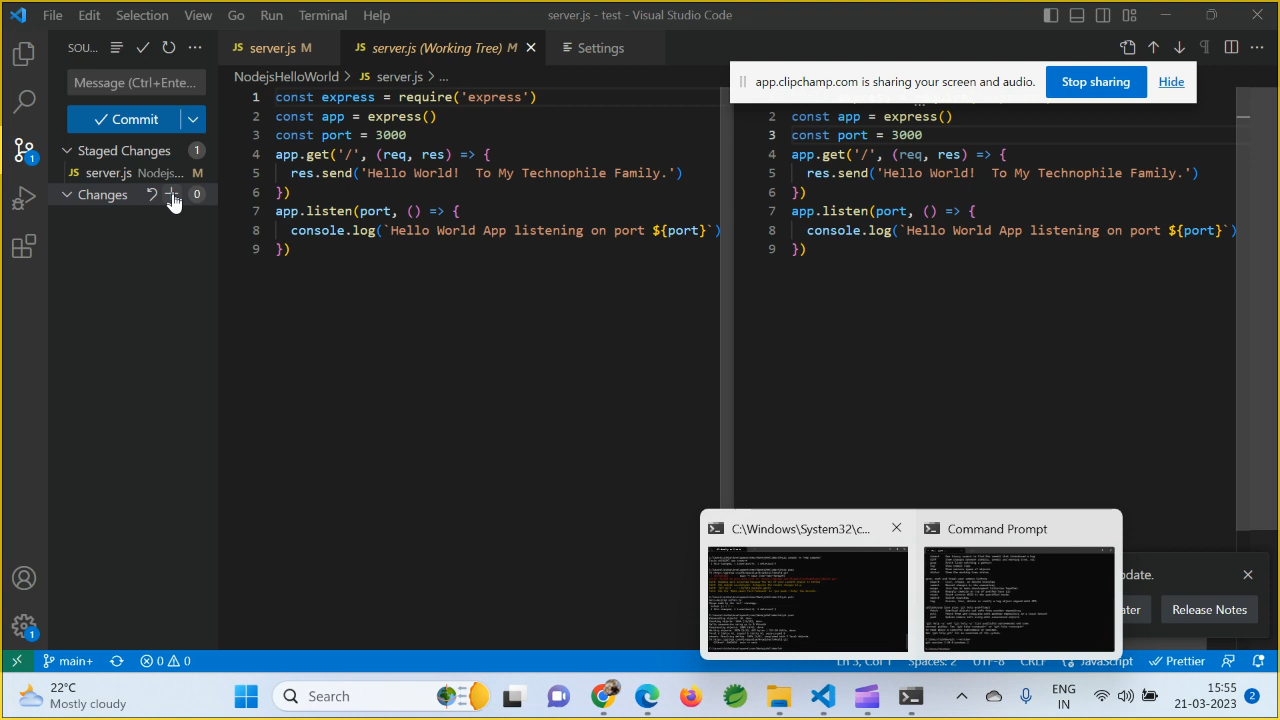 File Edit Selection View Go Run Terminal Help server.js - test - Visual Studio Code
SOU...
Message (Ctrl+Ente...
Commit
Staged Changes 1
JS server.js Nodejs... M
Changes 0
1
1
JS server.js M
JS server.js (Working Tree) M
Settings
NodejsHelloWorld > JS server.js > ...
app.clipchamp.com is sharing your screen and audio. Stop sharing Hide
1 const express = require('express')
2 const app = express()
3 const port = 3000
4 app.get('/', (req, res) => {
5 res.send('Hello World!  To My Technophile Family.')
6 })
7 app.listen(port, () => {
8 console.log(`Hello World App listening on port ${port}`)
9 })
2 const app = express()
3 const port = 3000
4 app.get('/', (req, res) => {
5 res.send('Hello World!  To My Technophile Family.')
6 })
7 app.listen(port, () => {
8 console.log(`Hello World App listening on port ${port}`)
9 })
C:\Windows\System32\c...
Command Prompt
Release Notes
main+ 0 0
Ln 3, Col 1 Spaces: 2 UTF-8 CRLF JavaScript Prettier
22°C
Mostly cloudy
Search
ENG
IN
15:55
21-03-2023
2